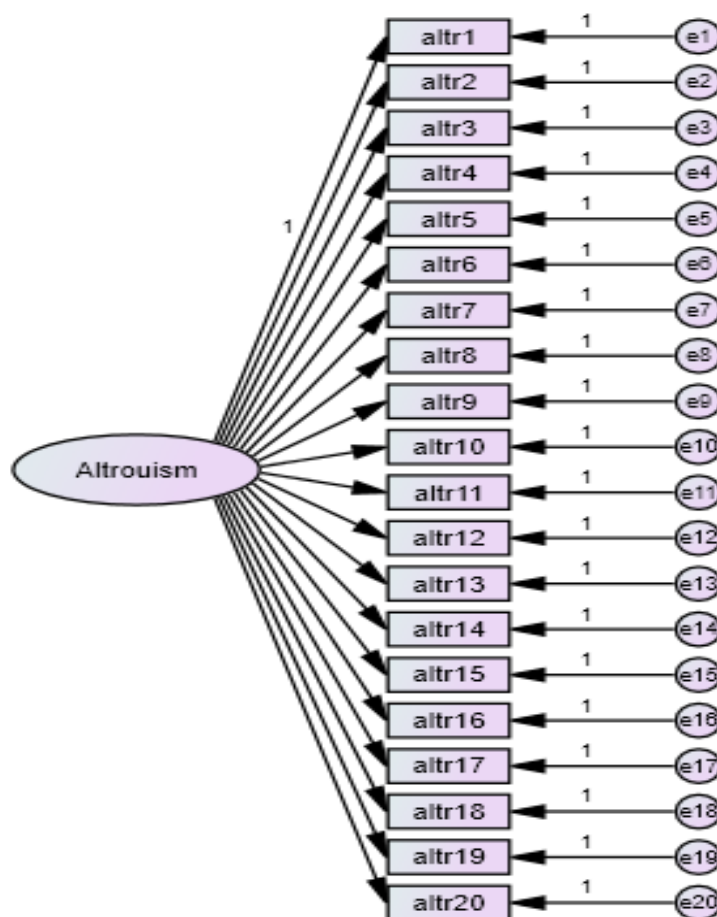 altr1 1 e1
altr2 1 e2
altr3 1 e3
altr4 1 e4
1 altr5 1 e5
altr6 1 e6
altr7 1 e7
altr8 1 e8
altr9 1 e9
Altrouism altr10 1 e10
altr11 1 e11
altr12 1 e12
altr13 1 e13
altr14 1 e14
altr15 1 e15
altr16 1 e16
altr17 1 e17
altr18 1 e18
altr19 1 e19
altr20 1 e20